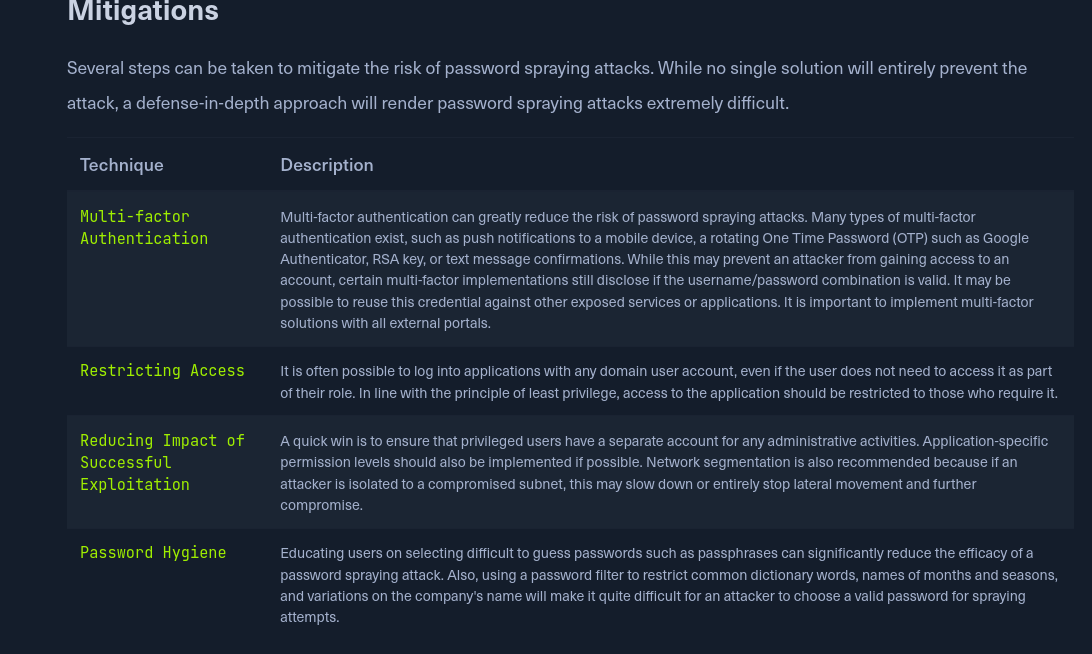 Mitigations
Several steps can be taken to mitigate the risk of password spraying attacks. While no single solution will entirely prevent the
attack, a defense-in-depth approach will render password spraying attacks extremely difficult.
Technique Description
Multi-factor
Authentication
Multi-factor authentication can greatly reduce the risk of password spraying attacks. Many types of multi-factor
authentication exist, such as push notifications to a mobile device, a rotating One Time Password (OTP) such as Google
Authenticator, RSA key, or text message confirmations. While this may prevent an attacker from gaining access to an
account, certain multi-factor implementations still disclose if the username/password combination is valid. It may be
possible to reuse this credential against other exposed services or applications. It is important to implement multi-factor
solutions with all external portals.
Restricting Access
It is often possible to log into applications with any domain user account, even if the user does not need to access it as part
of their role. In line with the principle of least privilege, access to the application should be restricted to those who require it.
Reducing Impact of
Successful
Exploitation
A quick win is to ensure that privileged users have a separate account for any administrative activities. Application-specific
permission levels should also be implemented if possible. Network segmentation is also recommended because if an
attacker is isolated to a compromised subnet, this may slow down or entirely stop lateral movement and further
compromise.
Password Hygiene
Educating users on selecting difficult to guess passwords such as passphrases can significantly reduce the efficacy of a
password spraying attack. Also, using a password filter to restrict common dictionary words, names of months and seasons,
and variations on the company's name will make it quite difficult for an attacker to choose a valid password for spraying
attempts.